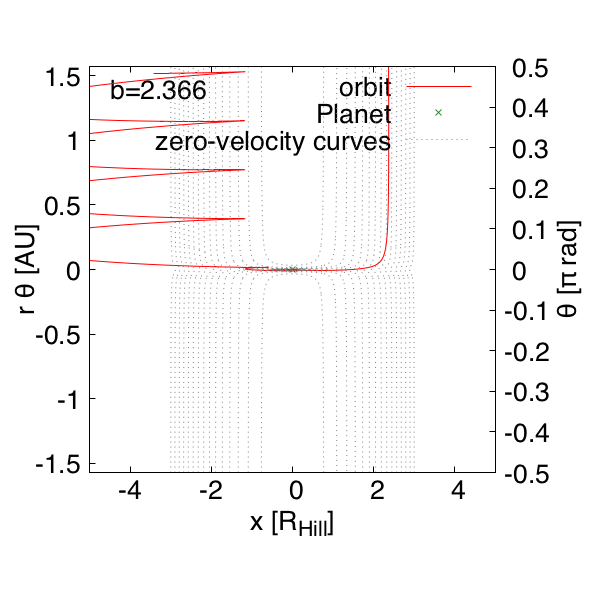 b=2.366
orbit
Planet
zero-velocity curves
r θ [AU]
1.5
1
0.5
0
-0.5
-1
-1.5
0.5
0.4
0.3
0.2
0.1
0
-0.1
-0.2
-0.3
-0.4
-0.5
θ [π rad]
-4 -2 0 2 4
x [RHill]